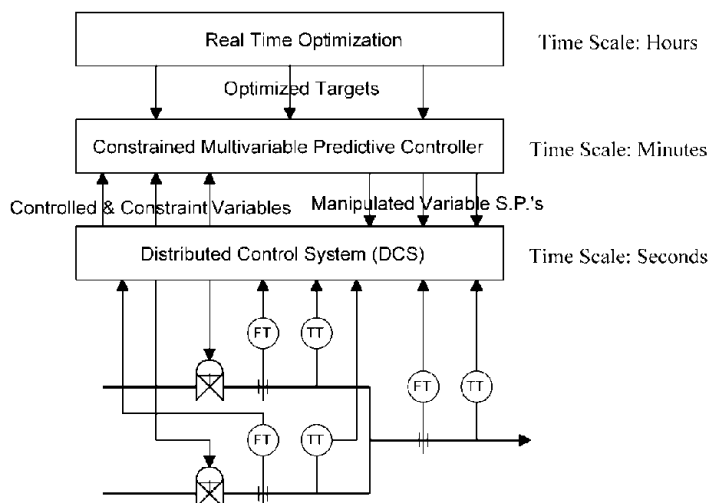 Real Time Optimization
Time Scale: Hours
Optimized Targets
Constrained Multivariable Predictive Controller
Time Scale: Minutes
Controlled & Constraint Variables
Manipulated Variable S.P.'s
Distributed Control System (DCS)
Time Scale: Seconds
FT
TT
FT
TT
FT
TT